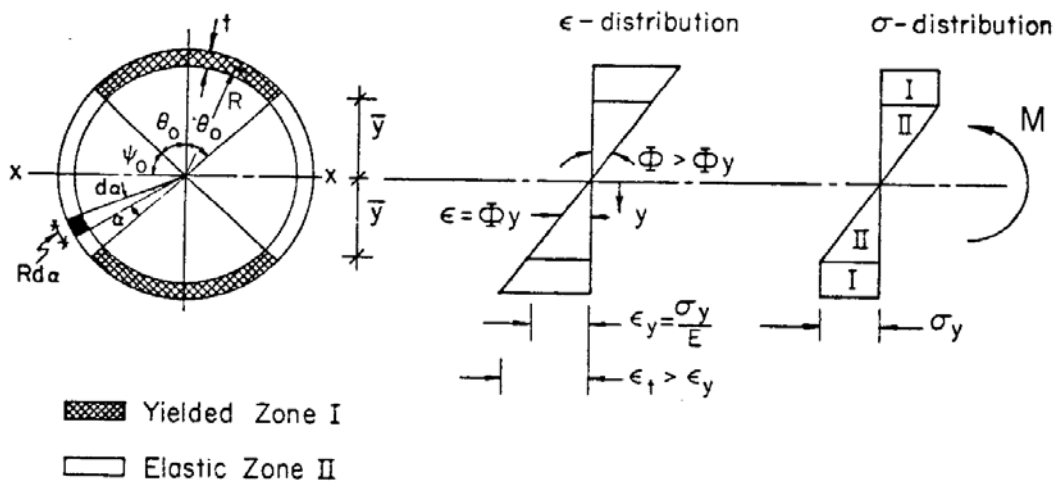 t
ϵ - distribution
σ - distribution
R
θ₀ θ₀
ψ₀
ȳ
ȳ
x
x
dα
α
Rdα
Φ > Φy
ϵ = Φy
y
ϵy = σy/E
ϵt > ϵy
I
II
II
I
M
σy
Yielded Zone I
Elastic Zone II